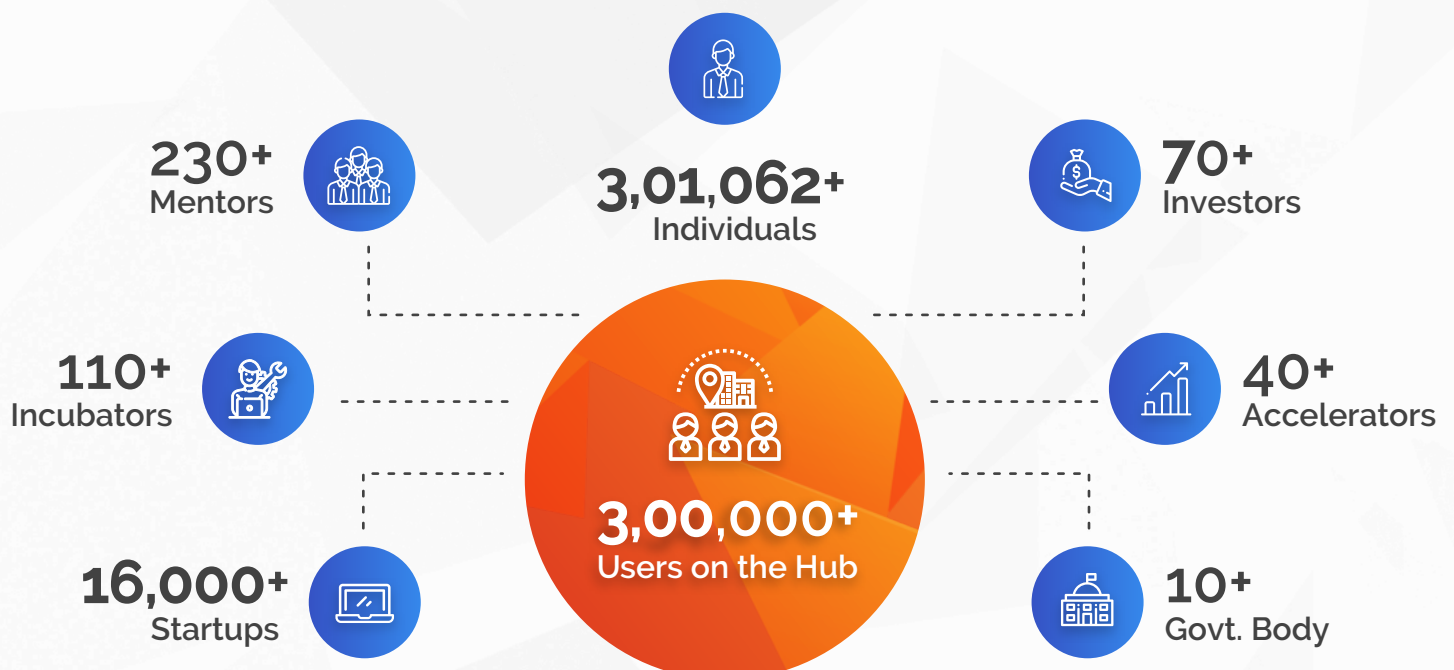 230+
Mentors
3,01,062+
Individuals
70+
Investors
110+
Incubators
40+
Accelerators
3,00,000+
Users on the Hub
16,000+
Startups
10+
Govt. Body